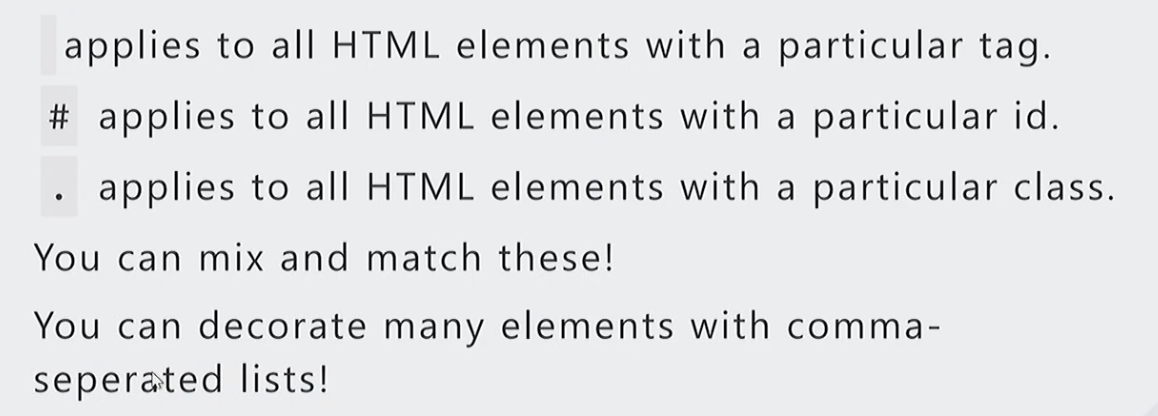 applies to all HTML elements with a particular tag.
# applies to all HTML elements with a particular id.
. applies to all HTML elements with a particular class.
You can mix and match these!
You can decorate many elements with comma-
seperated lists!